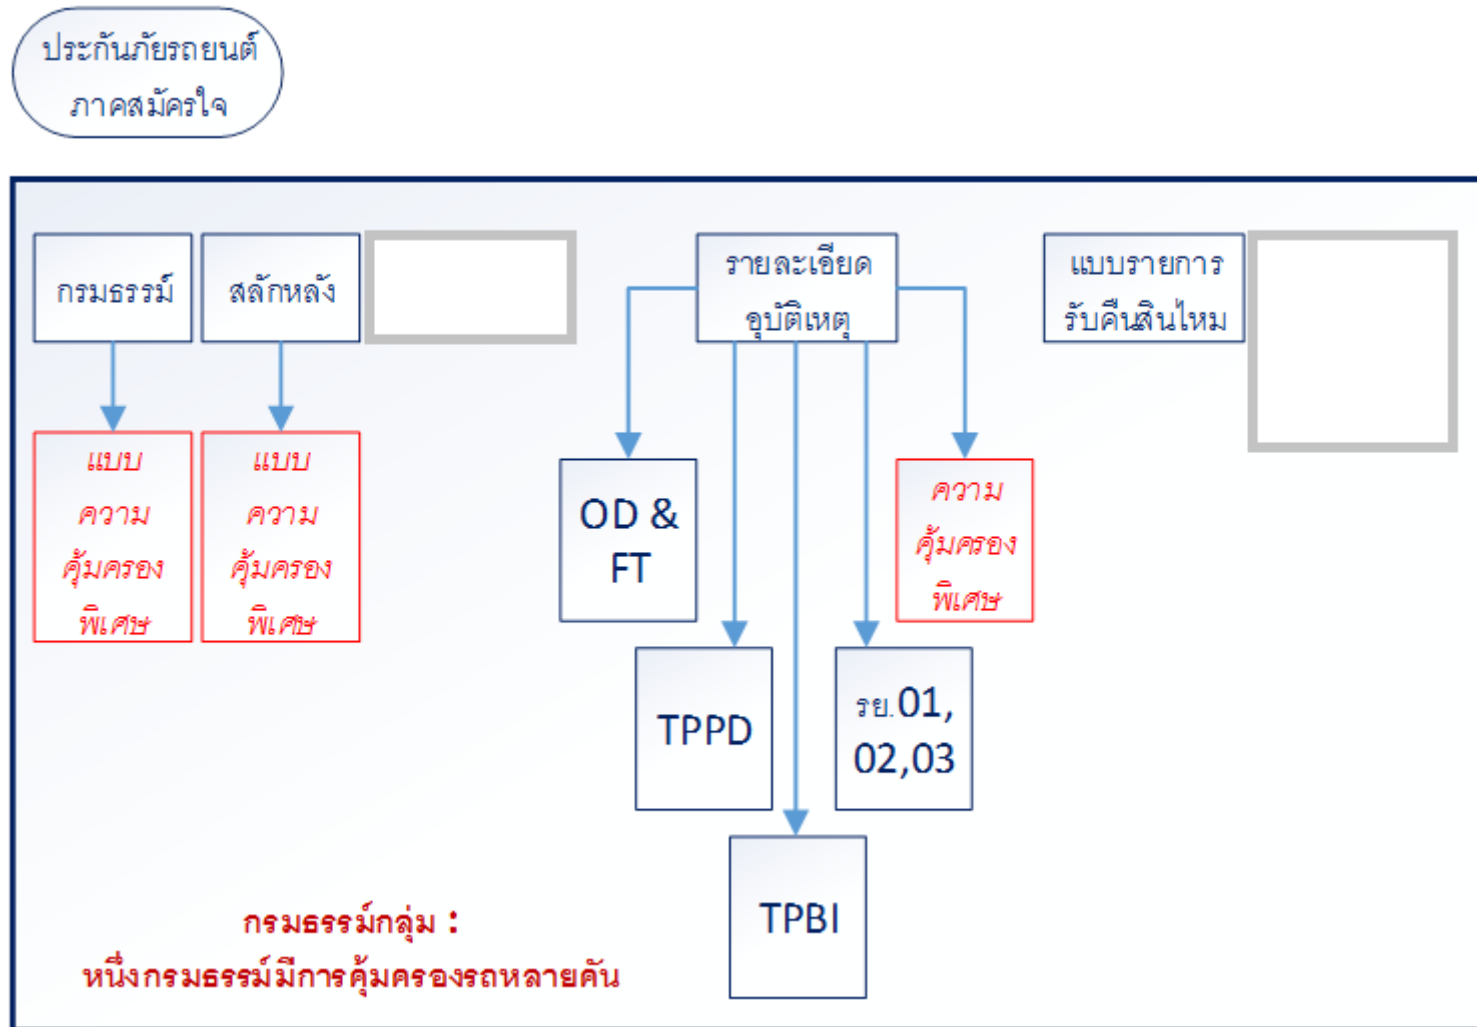 ประกันภัยรถยนต์
ภาคสมัครใจ
กรมธรรม์
สลักหลัง
รายละเอียด
อุบัติเหตุ
แบบรายการ
รับคืนสินไหม
แบบ
ความ
คุ้มครอง
พิเศษ
แบบ
ความ
คุ้มครอง
พิเศษ
OD &
FT
ความ
คุ้มครอง
พิเศษ
TPPD
รย.01,
02,03
TPBI
กรมธรรม์กลุ่ม :
หนึ่งกรมธรรม์มีการคุ้มครองรถหลายคัน